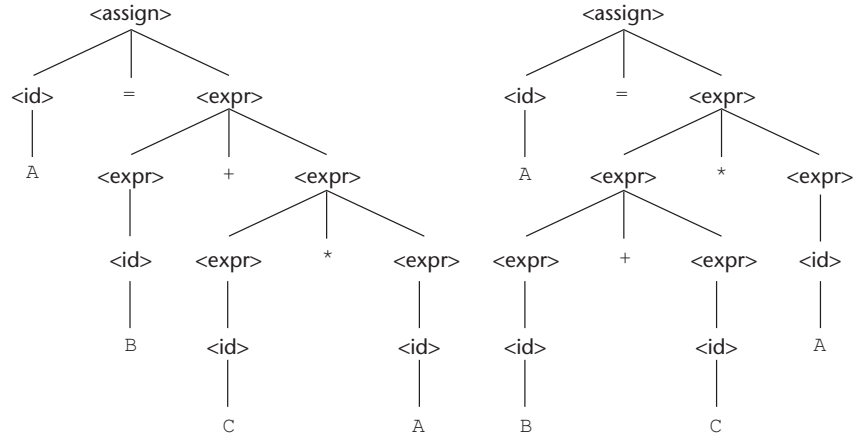 <assign> <assign>
<id> = <expr> <id> = <expr>
A <expr> + <expr> A <expr> * <expr>
<id> <expr> * <expr> <expr> + <expr> <id>
B <id> <id> <id> <id> A
C A B C